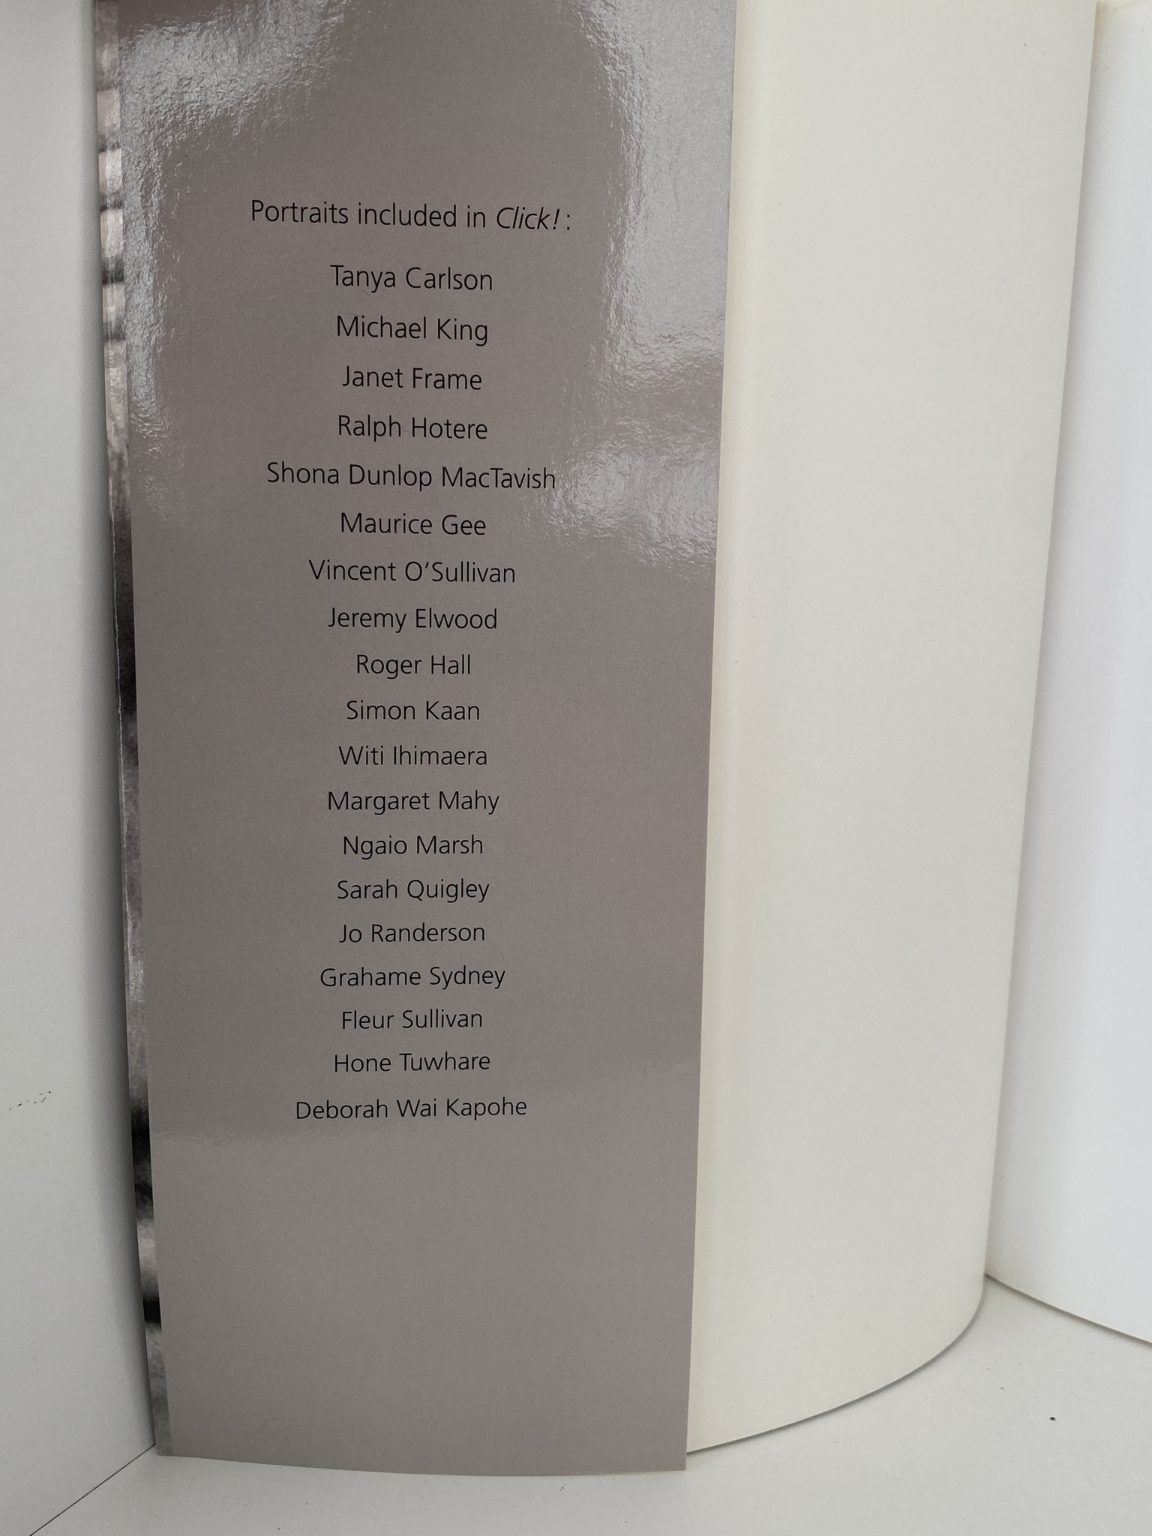 Portraits included in Click! :
Tanya Carlson
Michael King
Janet Frame
Ralph Hotere
Shona Dunlop MacTavish
Maurice Gee
Vincent O'Sullivan
Jeremy Elwood
Roger Hall
Simon Kaan
Witi Ihimaera
Margaret Mahy
Ngaio Marsh
Sarah Quigley
Jo Randerson
Grahame Sydney
Fleur Sullivan
Hone Tuwhare
Deborah Wai Kapohe